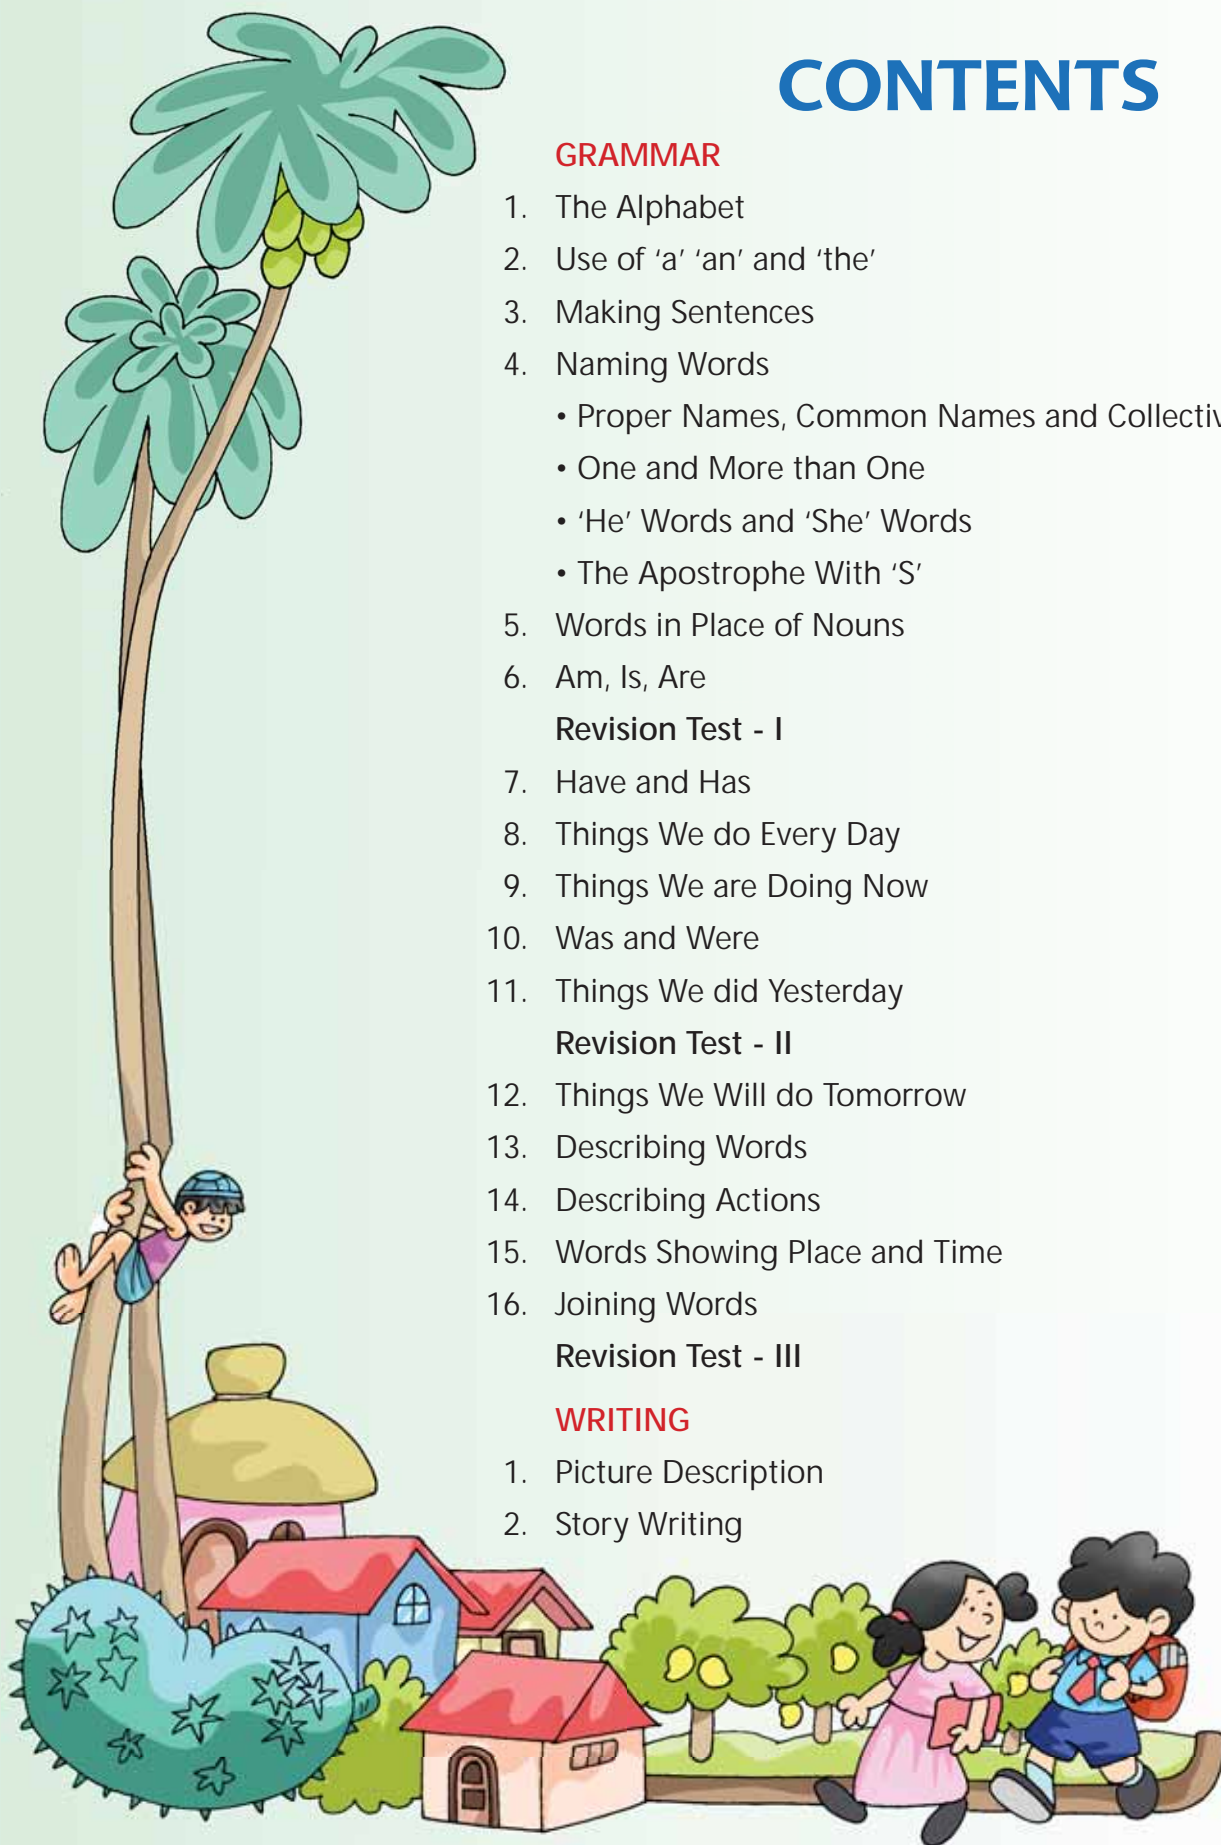 CONTENTS
GRAMMAR
1. The Alphabet
2. Use of ‘a’ ‘an’ and ‘the’
3. Making Sentences
4. Naming Words
• Proper Names, Common Names and
• One and More than One
• ‘He’ Words and ‘She’ Words
• The Apostrophe With ‘S’
5. Words in Place of Nouns
6. Am, Is, Are
Revision Test - I
7. Have and Has
8. Things We do Every Day
9. Things We are Doing Now
10. Was and Were
11. Things We did Yesterday
Revision Test - II
12. Things We Will do Tomorrow
13. Describing Words
14. Describing Actions
15. Words Showing Place and Time
16. Joining Words
Revision Test - III
WRITING
1. Picture Description
2. Story Writing